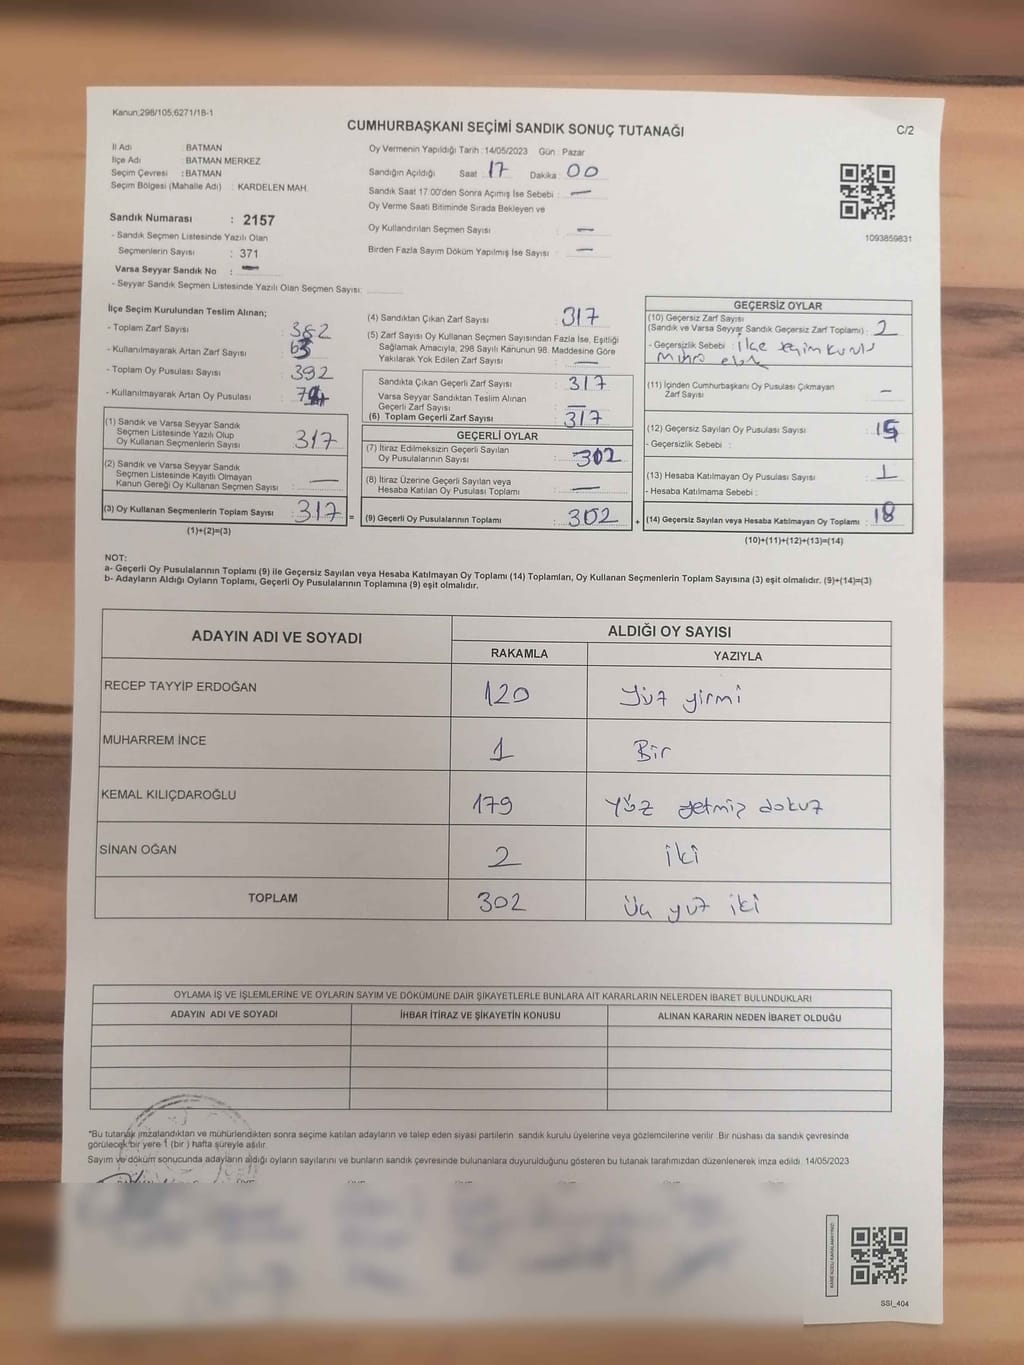 Kanun:298/105,6271/18-1
CUMHURBAŞKANI SEÇİMİ SANDIK SONUÇ TUTANAĞI
C/2
İl Adı : BATMAN
İlçe Adı : BATMAN MERKEZ
Seçim Çevresi : BATMAN
Seçim Bölgesi (Mahalle Adı) : KARDELEN MAH.
Sandık Numarası : 2157
- Sandık Seçmen Listesinde Yazılı Olan
Seçmenlerin Sayısı : 371
Varsa Seyyar Sandık No : —
- Seyyar Sandık Seçmen Listesinde Yazılı Olan Seçmen Sayısı:
Oy Vermenin Yapıldığı Tarih :14/05/2023 Gün : Pazar
Sandığın Açıldığı Saat : 17 Dakika : 00
Sandık Saat 17:00'den Sonra Açımış İse Sebebi : —
Oy Verme Saati Bitiminde Sırada Bekleyen ve
Oy Kullandırılan Seçmen Sayısı : —
Birden Fazla Sayım Döküm Yapılmış İse Sayısı : —
1093859831
İlçe Seçim Kurulundan Teslim Alınan;
- Toplam Zarf Sayısı : 382
- Kullanılmayarak Artan Zarf Sayısı :
- Toplam Oy Pusulası Sayısı : 392
- Kullanılmayarak Artan Oy Pusulası :
(1) Sandık ve Varsa Seyyar Sandık
Seçmen Listesinde Yazılı Olup
Oy Kullanan Seçmenlerin Sayısı : 317
(2) Sandık ve Varsa Seyyar Sandık
Seçmen Listesinde Kayıtlı Olmayan
Kanun Gereği Oy Kullanan Seçmen Sayısı : —
(3) Oy Kullanan Seçmenlerin Toplam Sayısı : 317
(1)+(2)=(3)
(4) Sandıktan Çıkan Zarf Sayısı : 317
(5) Zarf Sayısı Oy Kullanan Seçmen Sayısından Fazla İse, Eşitliği
Sağlamak Amacıyla, 298 Sayılı Kanunun 98. Maddesine Göre
Yakılarak Yok Edilen Zarf Sayısı : —
Sandıkta Çıkan Geçerli Zarf Sayısı : 317
Varsa Seyyar Sandıktan Teslim Alınan
Geçerli Zarf Sayısı : —
(6) Toplam Geçerli Zarf Sayısı : 317
GEÇERLİ OYLAR
(7) İtiraz Edilmeksizin Geçerli Sayılan
Oy Pusulalarının Sayısı : 302
(8) İtiraz Üzerine Geçerli Sayılan veya
Hesaba Katılan Oy Pusulası Toplamı : —
= (9) Geçerli Oy Pusulalarının Toplamı : 302
GEÇERSİZ OYLAR
(10) Geçersiz Zarf Sayısı
(Sandık ve Varsa Seyyar Sandık Geçersiz Zarf Toplamı) : 2
- Geçersizlik Sebebi : ilçe seçim kurulu
(11) İçinden Cumhurbaşkanı Oy Pusulası Çıkmayan
Zarf Sayısı : —
(12) Geçersiz Sayılan Oy Pusulası Sayısı : 15
- Geçersizlik Sebebi :
(13) Hesaba Katılmayan Oy Pusulası Sayısı : 1
- Hesaba Katılmama Sebebi :
+ (14) Geçersiz Sayılan veya Hesaba Katılmayan Oy Toplamı : 18
(10)+(11)+(12)+(13)=(14)
NOT:
a- Geçerli Oy Pusulalarının Toplamı (9) ile Geçersiz Sayılan veya Hesaba Katılmayan Oy Toplamı (14) Toplamları, Oy Kullanan Seçmenlerin Toplam Sayısına (3) eşit olmalıdır. (9)+(14)=(3)
b- Adayların Aldığı Oyların Toplamı, Geçerli Oy Pusulalarının Toplamına (9) eşit olmalıdır.
ADAYIN ADI VE SOYADI
ALDIĞI OY SAYISI
RAKAMLA YAZIYLA
RECEP TAYYİP ERDOĞAN 120 Yüz yirmi
MUHARREM İNCE 1 Bir
KEMAL KILIÇDAROĞLU 179 Yüz yetmiş dokuz
SİNAN OĞAN 2 iki
TOPLAM 302 Üç yüz iki
OYLAMA İŞ VE İŞLEMLERİNE VE OYLARIN SAYIM VE DÖKÜMÜNE DAİR ŞİKAYETLERLE BUNLARA AİT KARARLARIN NELERDEN İBARET BULUNDUKLARI
ADAYIN ADI VE SOYADI İHBAR İTİRAZ VE ŞİKAYETİN KONUSU ALINAN KARARIN NEDEN İBARET OLDUĞU
*Bu tutanak imzalandıktan ve mühürlendikten sonra seçime katılan adayların ve talep eden siyasi partilerin sandık kurulu üyelerine veya gözlemcilerine verilir. Bir nüshası da sandık çevresinde
görülecek bir yere 1 (bir ) hafta süreyle asılır.
Sayım ve döküm sonucunda adayların aldığı oyların sayılarını ve bunların sandık çevresinde bulunanlara duyurulduğunu gösteren bu tutanak tarafımızdan düzenlenerek imza edildi. 14/05/2023
SSI_404